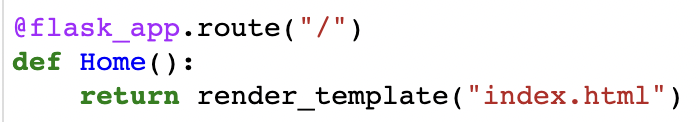 @flask_app.route("/")
def Home():
    return render_template("index.html")